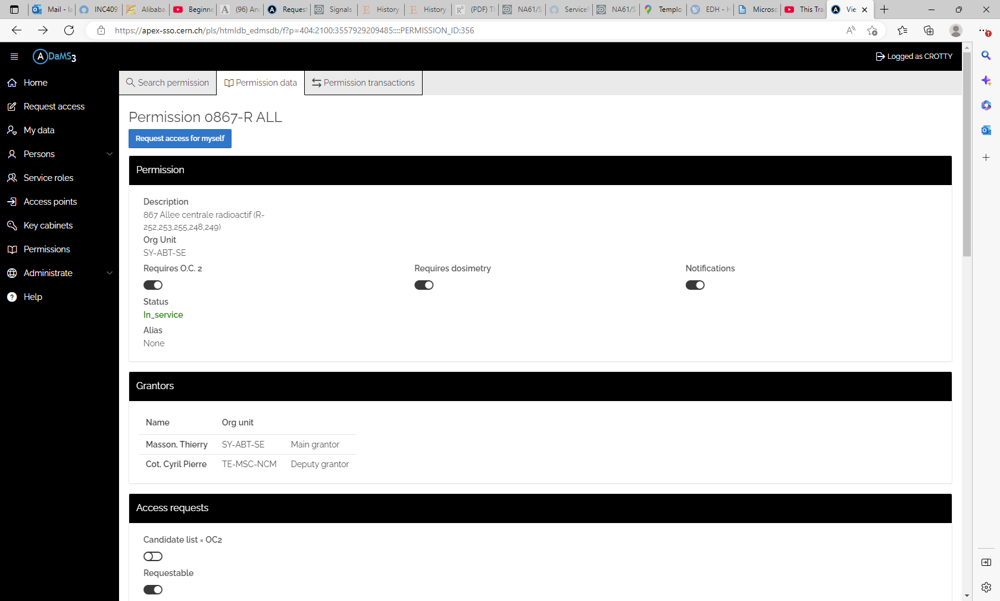 Mail - la
INC409
Alibaba
Beginne
(96) An
Request
Signals
History
History
(PDF) T
NA61/S
Service
NA61/S
Templo
EDH - H
Microso
This Tra
Vie
https://apex-sso.cern.ch/pls/htmldb_edmsdb/f?p=404:2100:3557929209485::::PERMISSION_ID:356
ADaMS3
Logged as CROTTY
Home
Request access
My data
Persons
Service roles
Access points
Key cabinets
Permissions
Administrate
Help
Search permission
Permission data
Permission transactions
Permission 0867-R ALL
Request access for myself
Permission
Description
867 Allee centrale radioactif (R-
252,253,255,248,249)
Org Unit
SY-ABT-SE
Requires O.C. 2
Requires dosimetry
Notifications
Status
In_service
Alias
None
Grantors
Name Org unit
Masson, Thierry SY-ABT-SE Main grantor
Cot, Cyril Pierre TE-MSC-NCM Deputy grantor
Access requests
Candidate list = OC2
Requestable